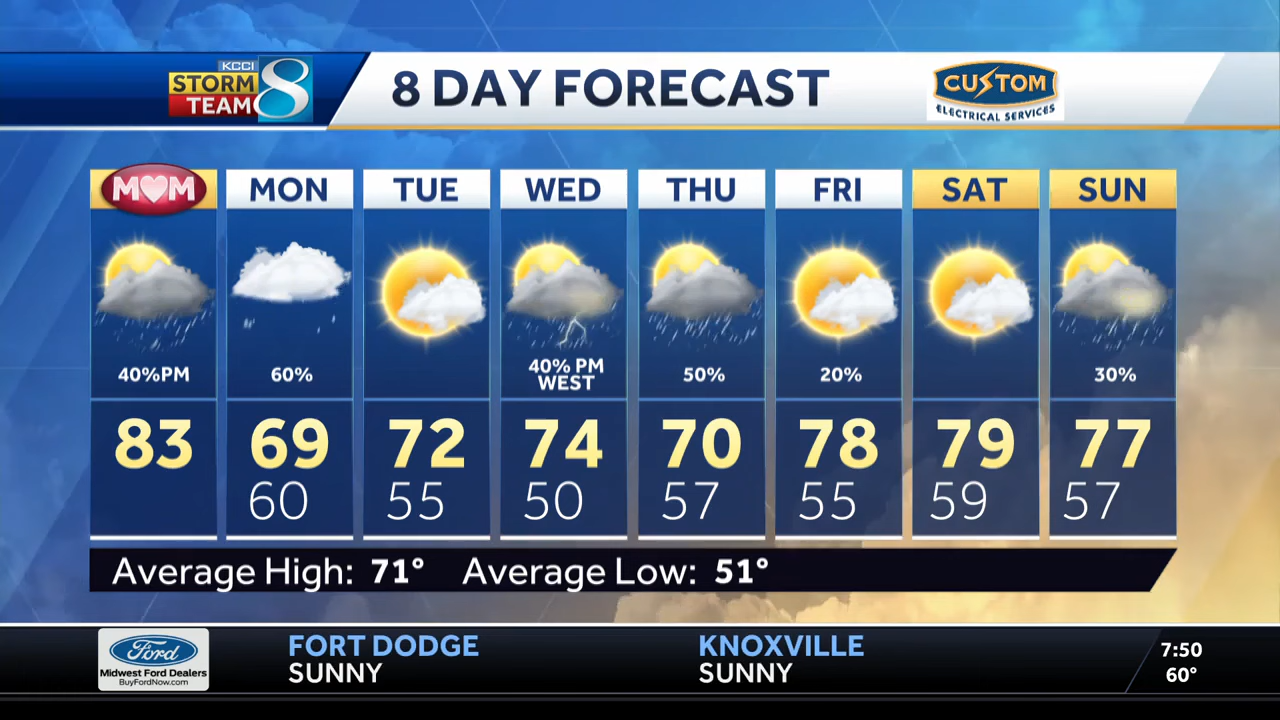 KCCI
STORM
TEAM 8
8 DAY FORECAST
CUSTOM
ELECTRICAL SERVICES
M♥M MON TUE WED THU FRI SAT SUN
40%PM 60% 40% PM WEST 50% 20% 30%
83 69 72 74 70 78 79 77
60 55 50 57 55 59 57
Average High: 71° Average Low: 51°
Ford
Midwest Ford Dealers
BuyFordNow.com
FORT DODGE
SUNNY
KNOXVILLE
SUNNY
7:50
60°